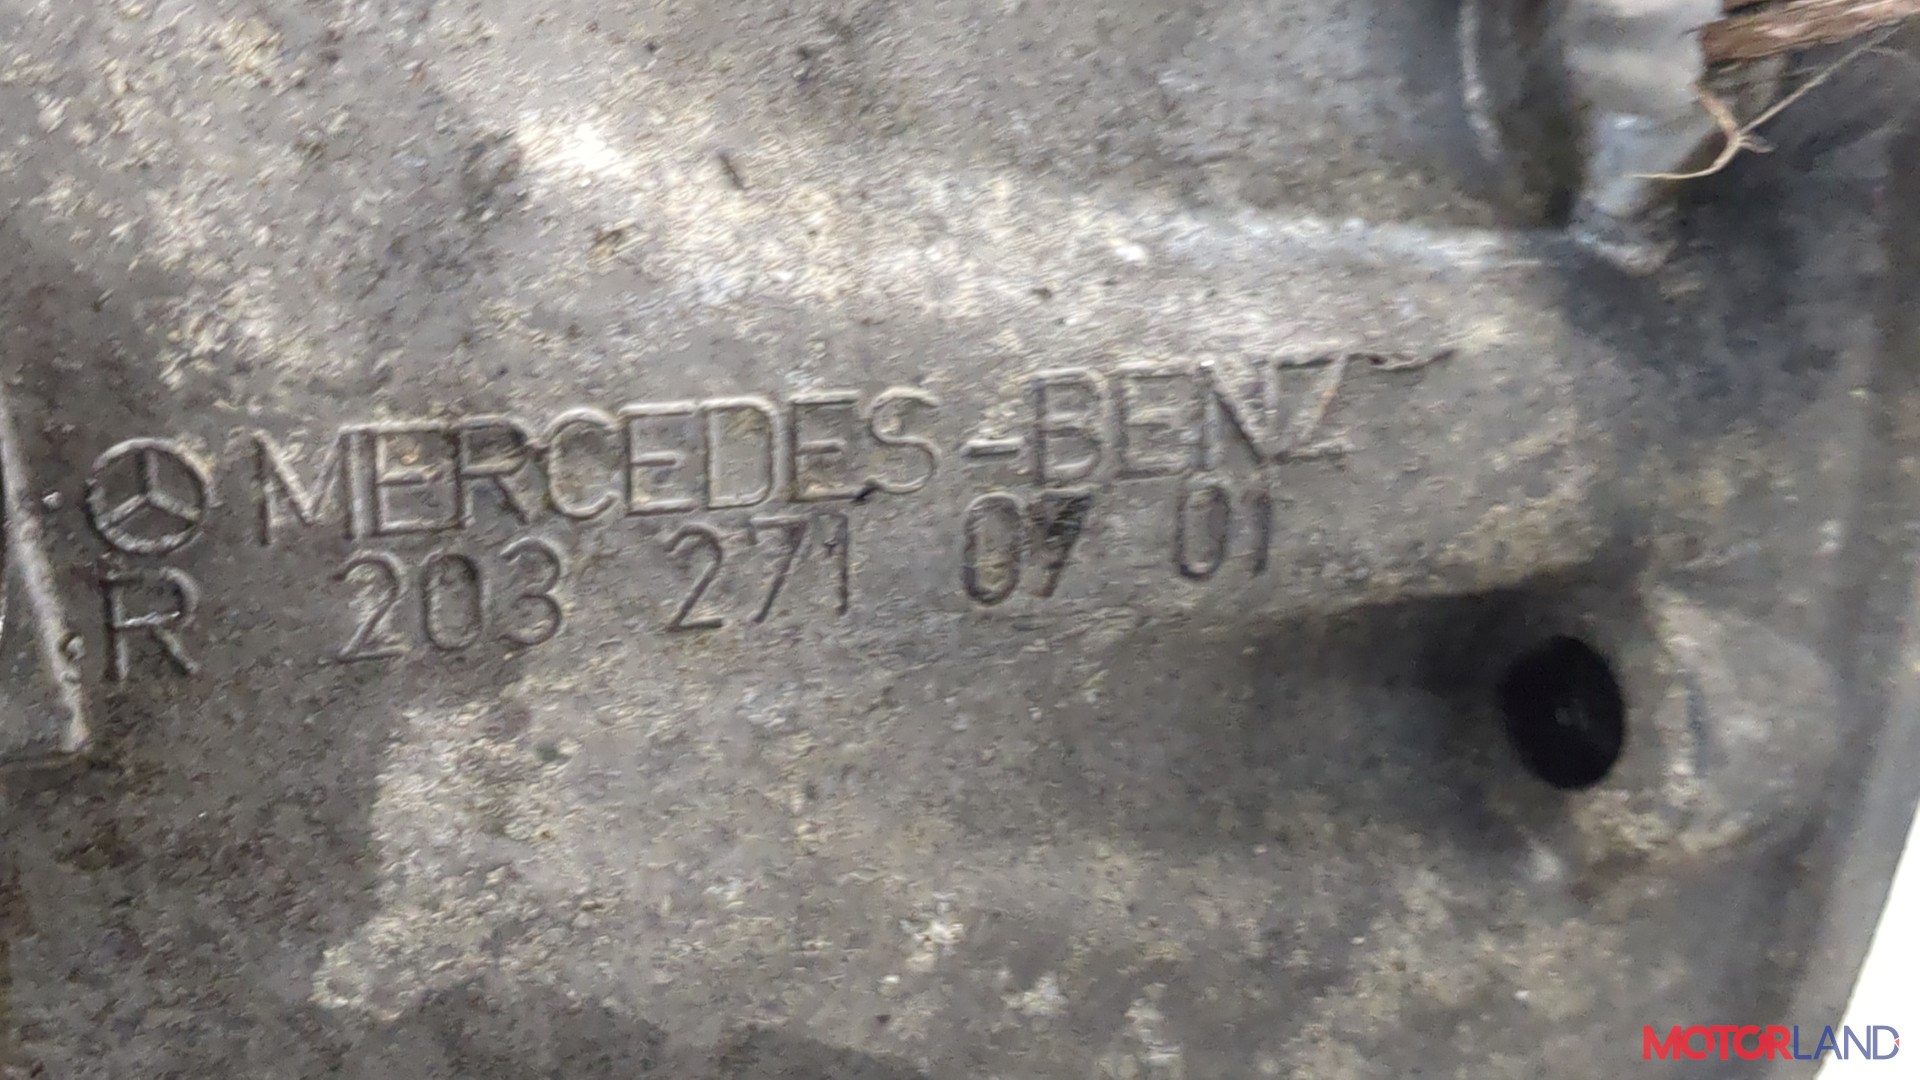 MERCEDES-BENZ
R 203 271 07 01
MOTORLAND